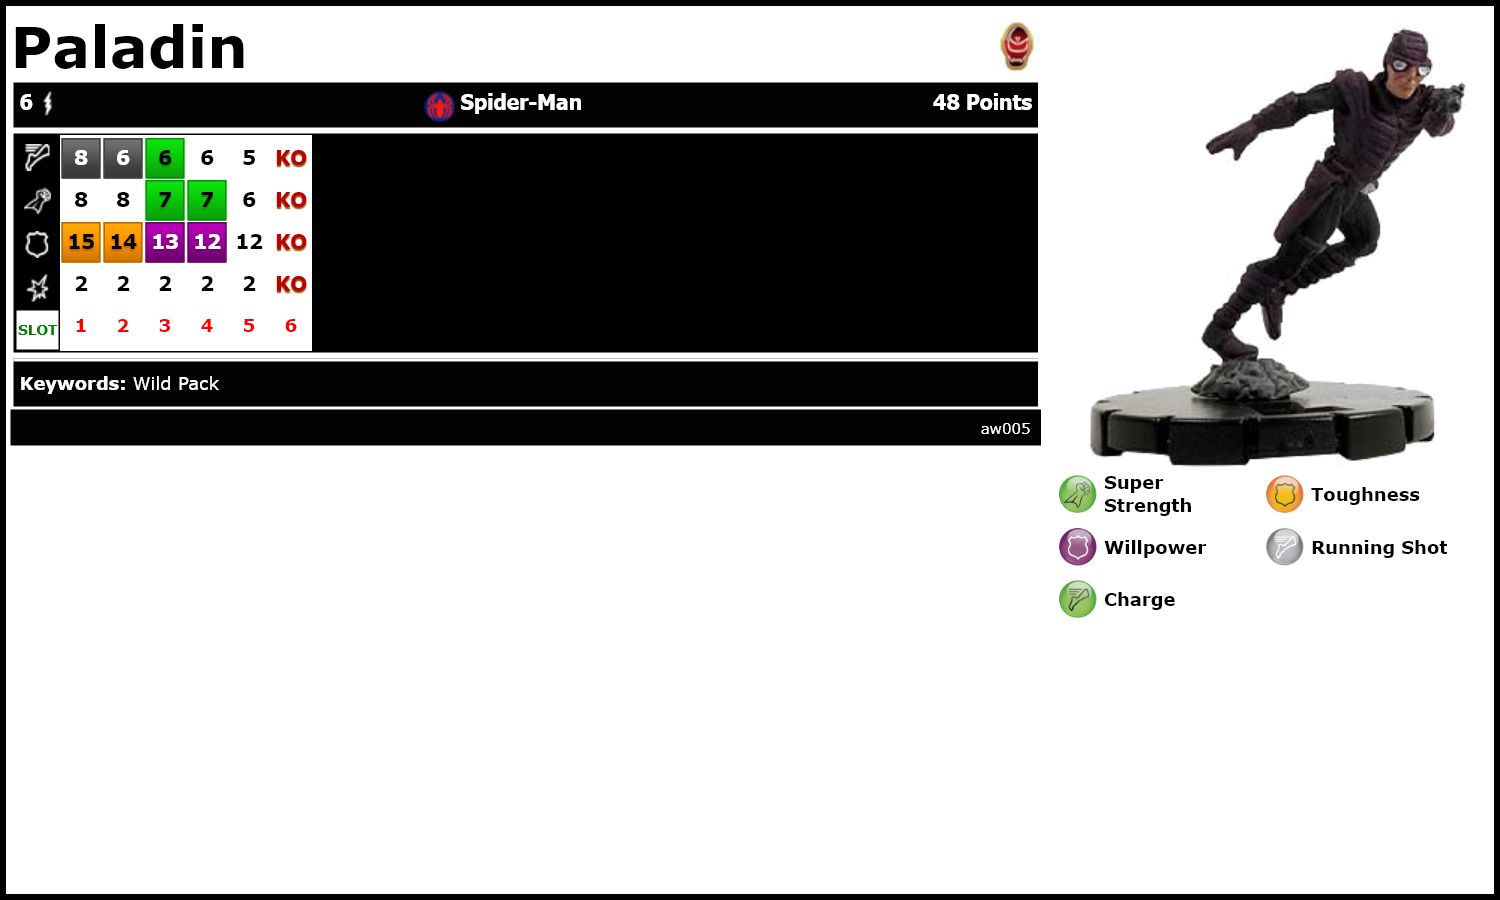 Paladin
6 Spider-Man 48 Points
8 6 6 6 5 KO
8 8 7 7 6 KO
15 14 13 12 12 KO
2 2 2 2 2 KO
SLOT 1 2 3 4 5 6
Keywords: Wild Pack
aw005
Super Strength
Toughness
Willpower
Running Shot
Charge